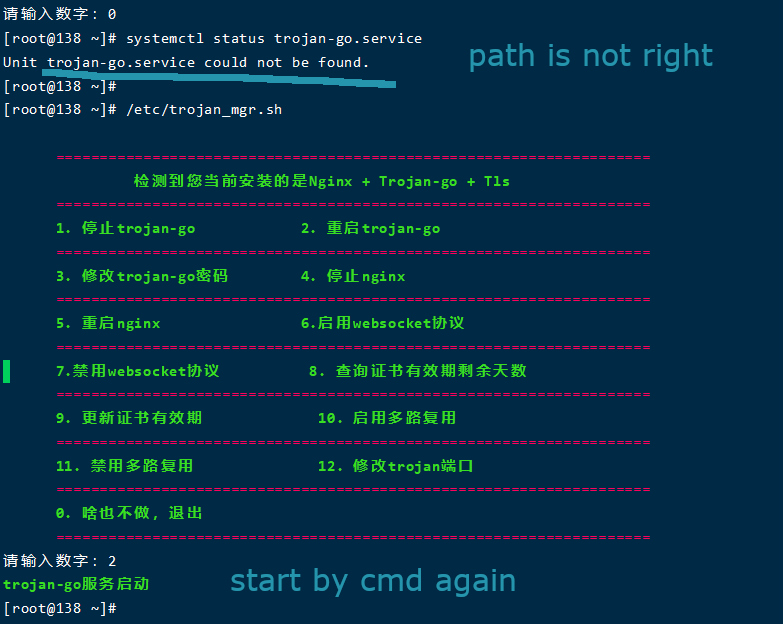 请输入数字: 0
[root@138 ~]# systemctl status trojan-go.service
Unit trojan-go.service could not be found.
path is not right
[root@138 ~]#
[root@138 ~]# /etc/trojan_mgr.sh
======================================================================
检测到您当前安装的是Nginx + Trojan-go + Tls
======================================================================
1. 停止trojan-go 2. 重启trojan-go
======================================================================
3. 修改trojan-go密码 4. 停止nginx
======================================================================
5. 重启nginx 6.启用websocket协议
======================================================================
7.禁用websocket协议 8. 查询证书有效期剩余天数
======================================================================
9. 更新证书有效期 10. 启用多路复用
======================================================================
11. 禁用多路复用 12. 修改trojan端口
======================================================================
0. 啥也不做, 退出
======================================================================
请输入数字: 2
trojan-go服务启动
start by cmd again
[root@138 ~]#